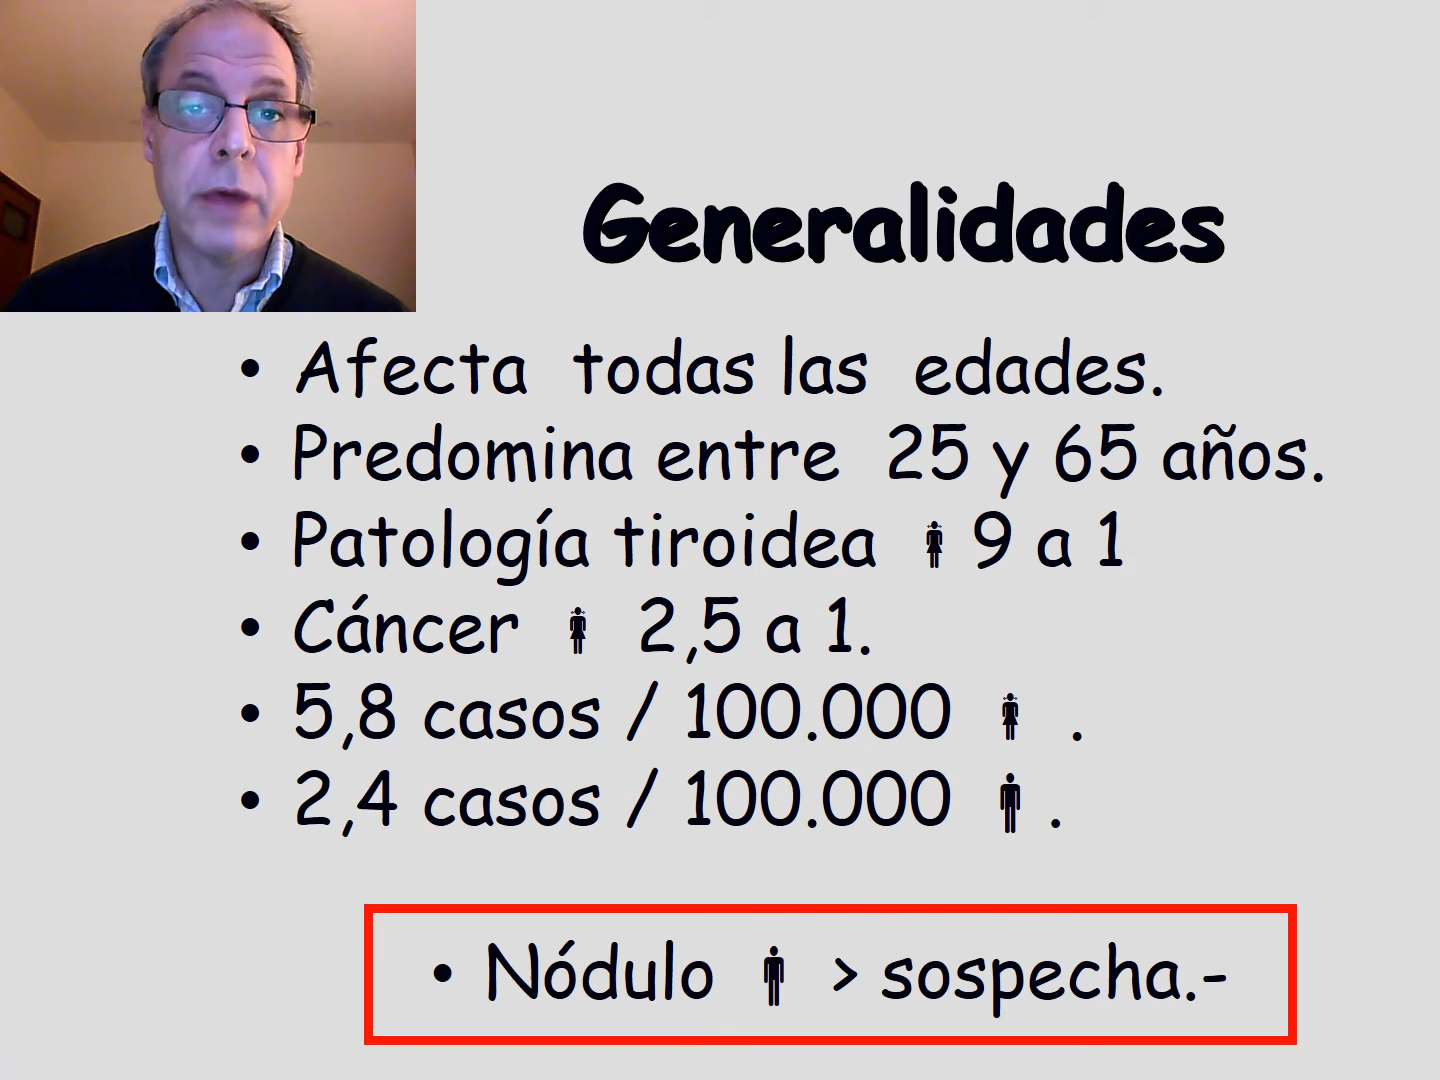 Generalidades
• Afecta todas las edades.
• Predomina entre 25 y 65 años.
• Patología tiroidea 🚺 9 a 1
• Cáncer 🚺 2,5 a 1.
• 5,8 casos / 100.000 🚺 .
• 2,4 casos / 100.000 🚹 .
• Nódulo 🚹 > sospecha.-